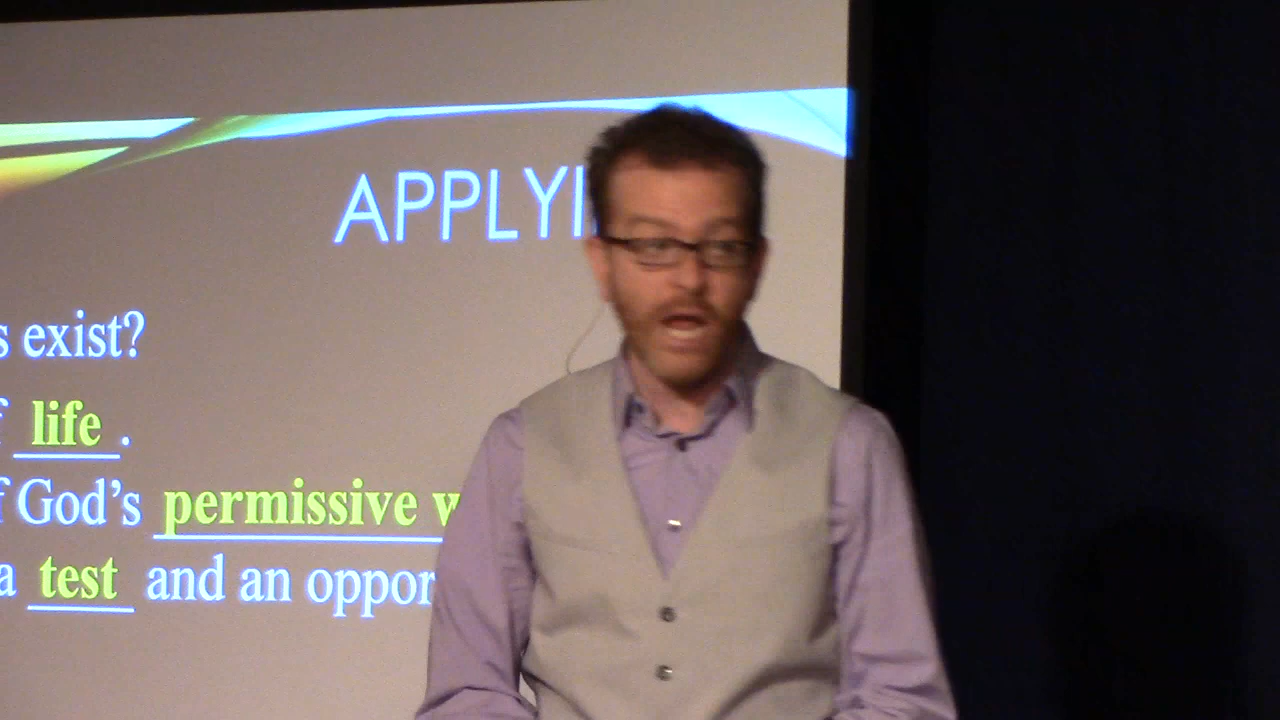 APPLYI
s exist?
f life.
f God's permissive w
a test and an oppor